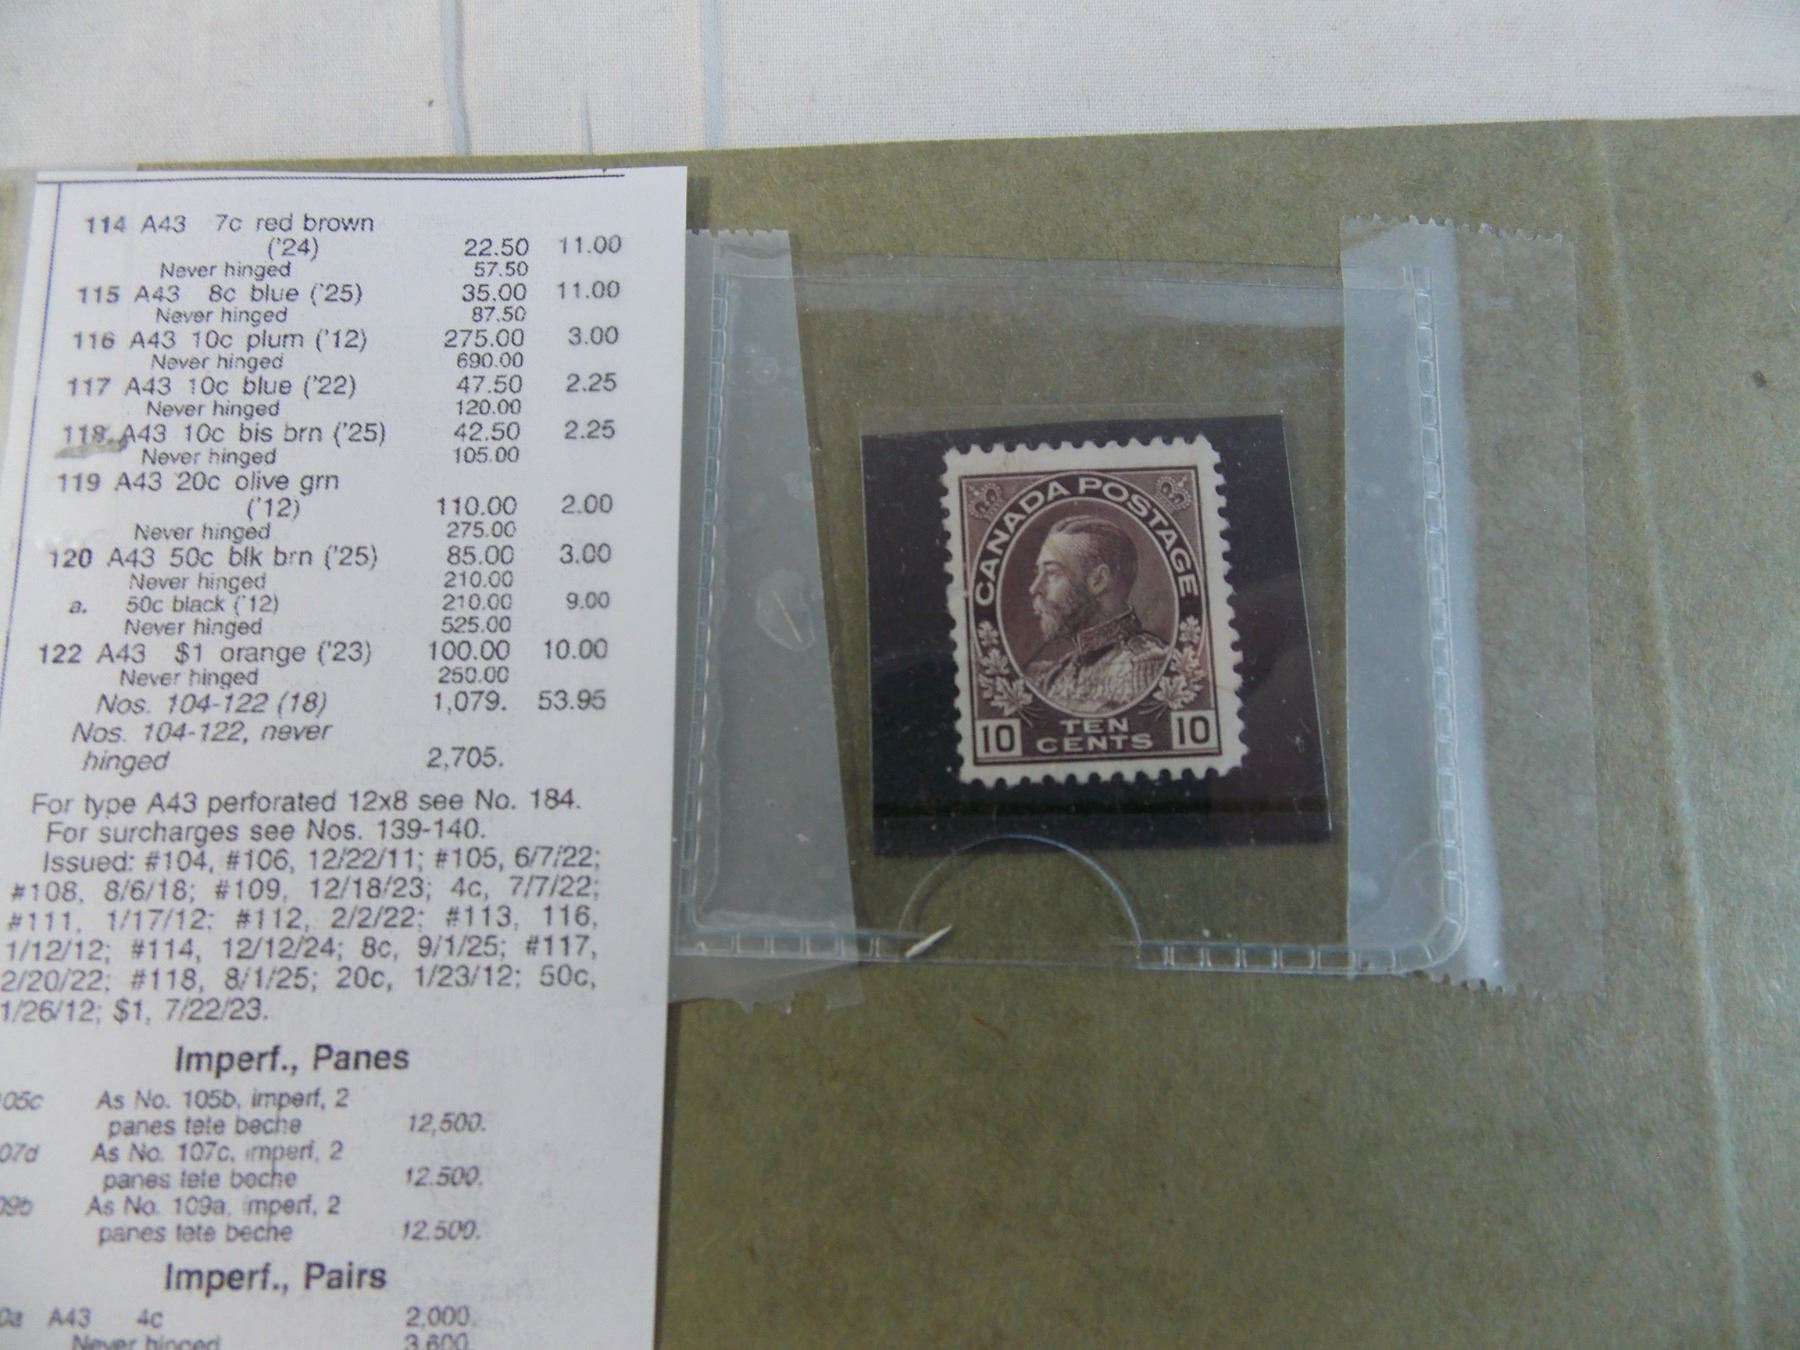 114 A43 7c red brown
('24) 22.50 11.00
Never hinged 57.50
115 A43 8c blue ('25) 35.00 11.00
Never hinged 87.50
116 A43 10c plum ('12) 275.00 3.00
Never hinged 690.00
117 A43 10c blue ('22) 47.50 2.25
Never hinged 120.00
118 A43 10c bis brn ('25) 42.50 2.25
Never hinged 105.00
119 A43 20c olive grn
('12) 110.00 2.00
Never hinged 275.00
120 A43 50c blk brn ('25) 85.00 3.00
Never hinged 210.00
a. 50c black ('12) 210.00 9.00
Never hinged 525.00
122 A43 $1 orange ('23) 100.00 10.00
Never hinged 250.00
Nos. 104-122 (18) 1,079. 53.95
Nos. 104-122, never
hinged 2,705.
For type A43 perforated 12x8 see No. 184.
For surcharges see Nos. 139-140.
Issued: #104, #106, 12/22/11; #105, 6/7/22;
#108, 8/6/18; #109, 12/18/23; 4c, 7/7/22;
#111, 1/17/12; #112, 2/2/22; #113, 116,
1/12/12; #114, 12/12/24; 8c, 9/1/25; #117,
2/20/22; #118, 8/1/25; 20c, 1/23/12; 50c,
1/26/12; $1, 7/22/23.
Imperf., Panes
05c As No. 105b, imperf, 2
panes tete beche 12,500.
07d As No. 107c, imperf, 2
panes tete beche 12,500.
09b As No. 109a, imperf, 2
panes tete beche 12,500.
Imperf., Pairs
0a A43 4c 2,000.
Never hinged 3,600.
CANADA POSTAGE
10 TEN CENTS 10